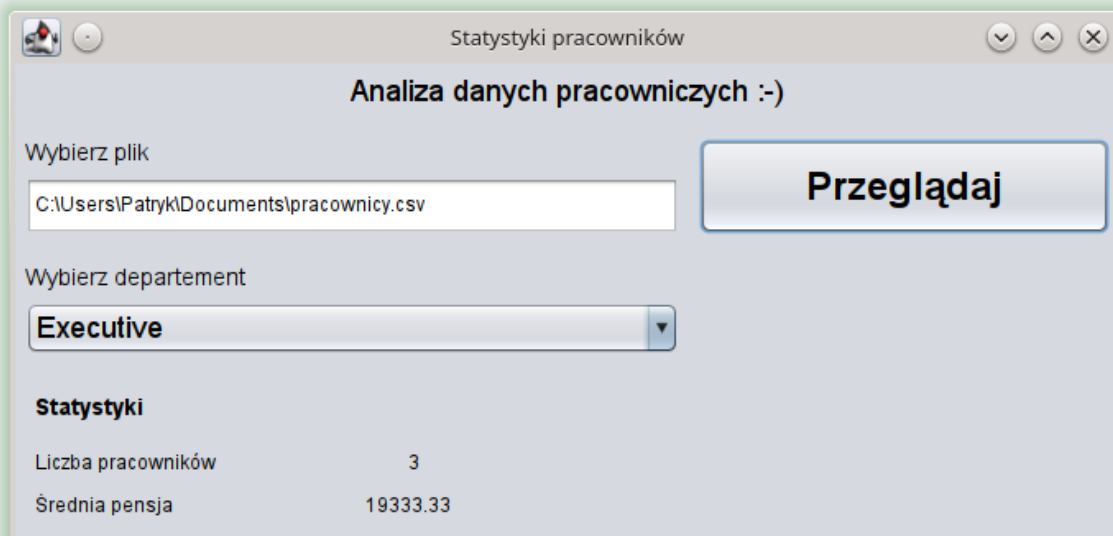 Statystyki pracowników
Analiza danych pracowniczych :-)
Wybierz plik
Przeglądaj
C:\Users\Patryk\Documents\pracownicy.csv
Wybierz departement
Executive
Statystyki
Liczba pracowników 3
Średnia pensja 19333.33